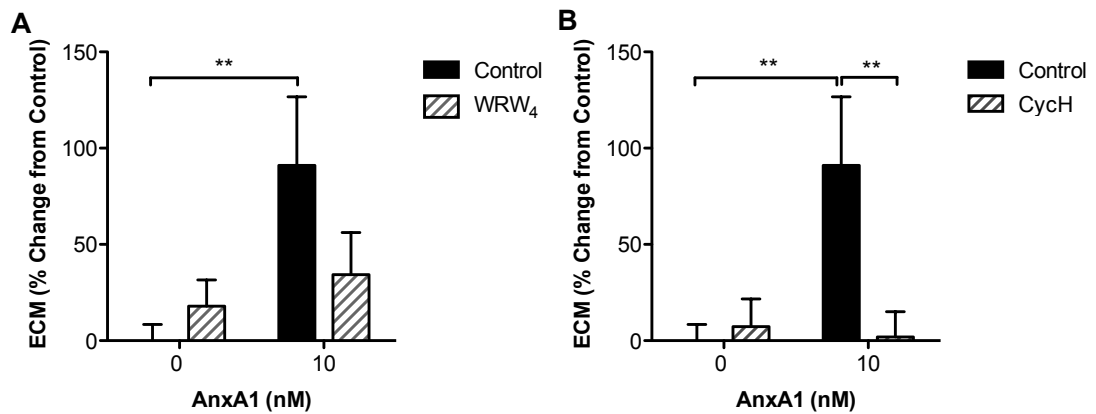 A
ECM (% Change from Control)
150
100
50
0
**
Control
WRW4
0
10
AnxA1 (nM)
B
ECM (% Change from Control)
150
100
50
0
**
**
Control
CycH
0
10
AnxA1 (nM)